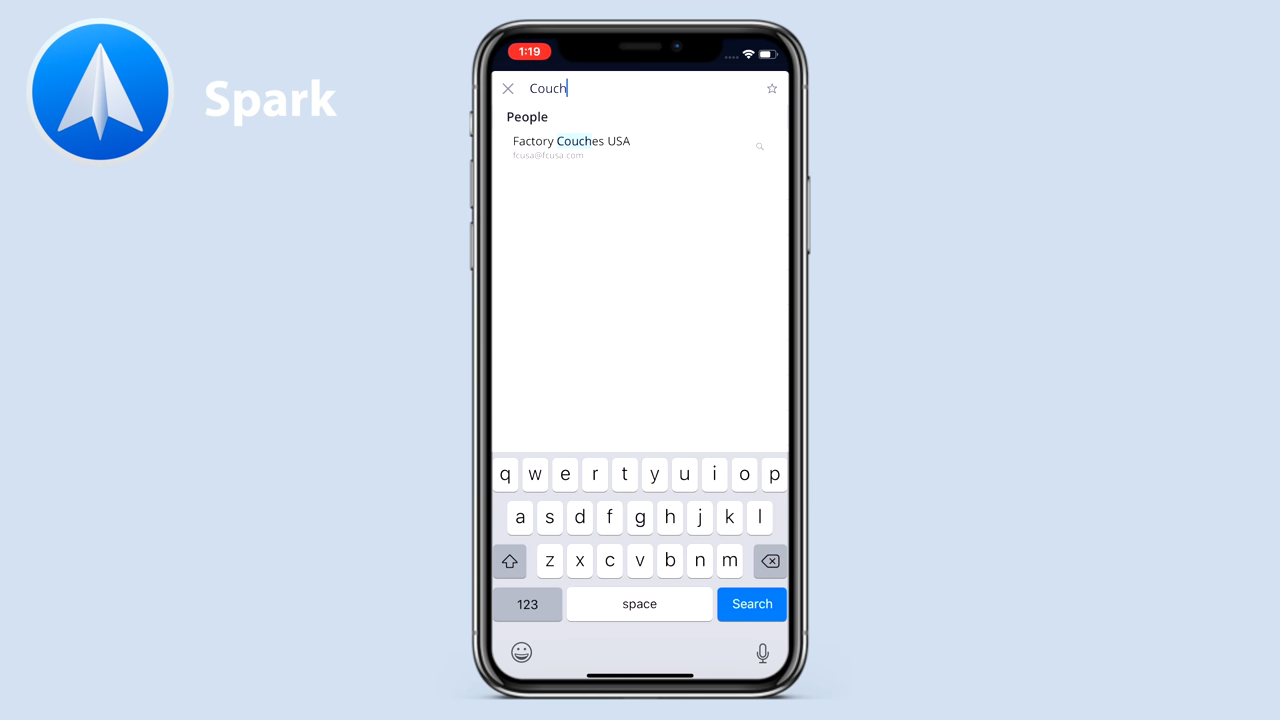 Spark
1:19
Couch
People
Factory Couches USA
fcusa@fcusa.com
q w e r t y u i o p
a s d f g h j k l
z x c v b n m
123 space Search